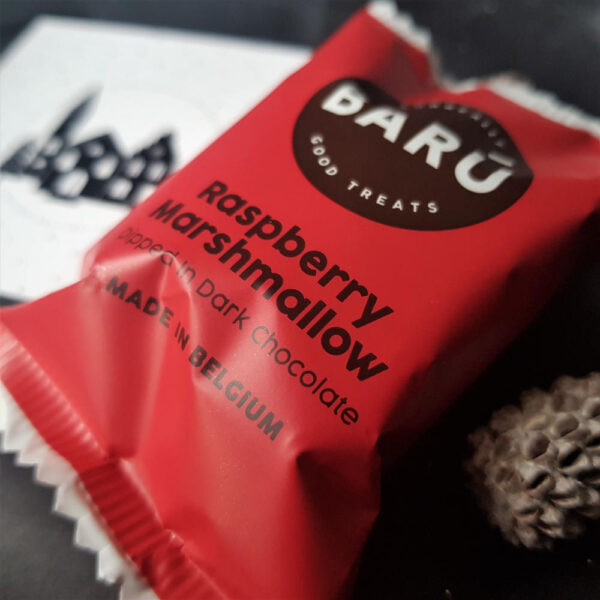 BARÚ
GOOD TREATS
Raspberry
Marshmallow
Dipped in Dark Chocolate
MADE IN BELGIUM